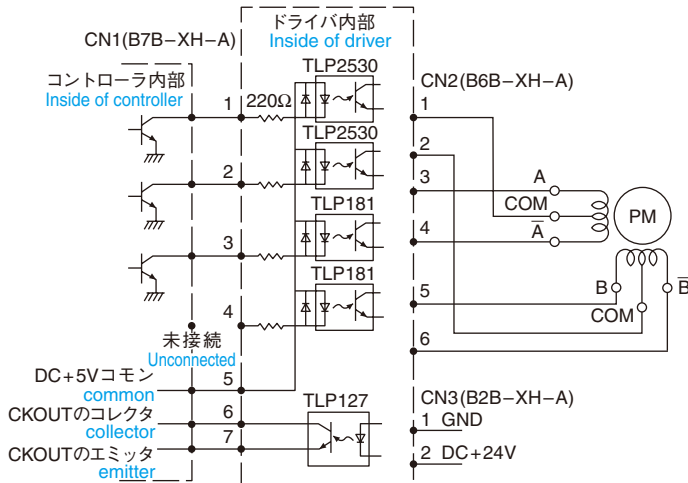 CN1(B7B-XH-A)
ドライバ内部
Inside of driver
コントローラ内部
Inside of controller
TLP2530
CN2(B6B-XH-A)
1
220Ω
1
TLP2530
2
2
3
A
COM
PM
TLP181
4
A̅
3
TLP181
5
B
B̅
COM
4
6
未接続
Unconnected
DC+5Vコモン
common
5
TLP127
CN3(B2B-XH-A)
CKOUTのコレクタ
collector
6
1 GND
CKOUTのエミッタ
emitter
7
2 DC+24V